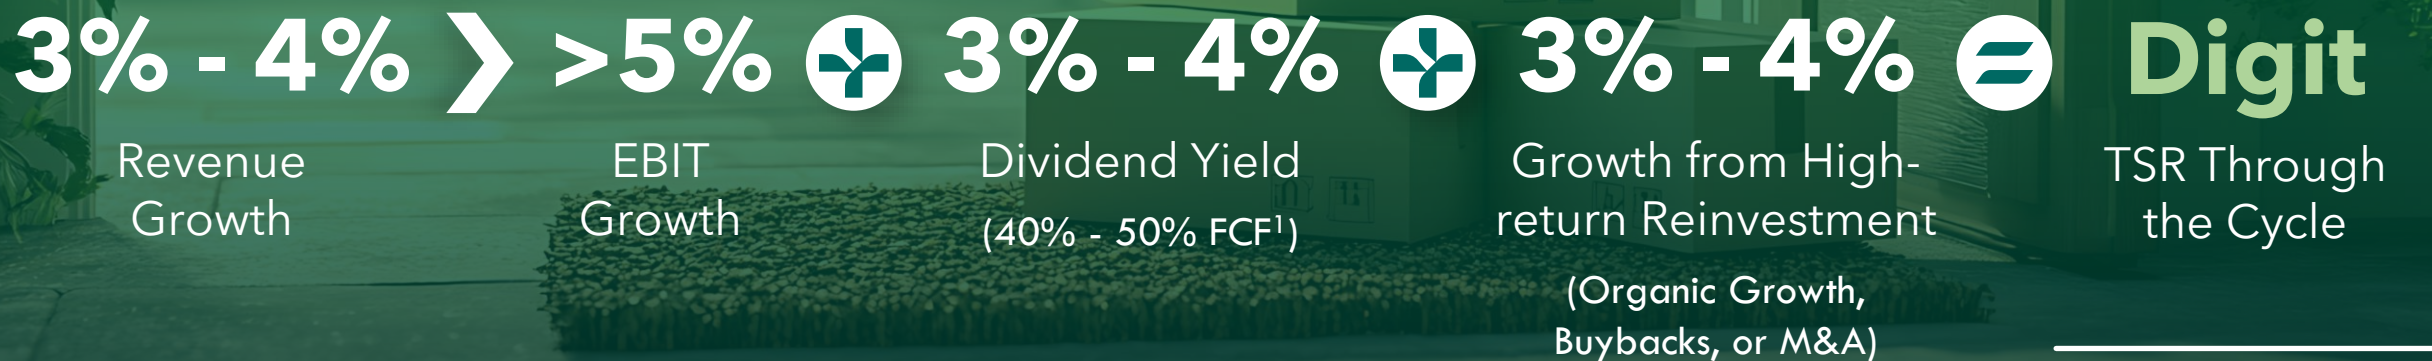 3% - 4% > >5% + 3% - 4% + 3% - 4% = Digit
Revenue
Growth
EBIT
Growth
Dividend Yield
(40% - 50% FCF¹)
Growth from High-
return Reinvestment
(Organic Growth,
Buybacks, or M&A)
TSR Through
the Cycle